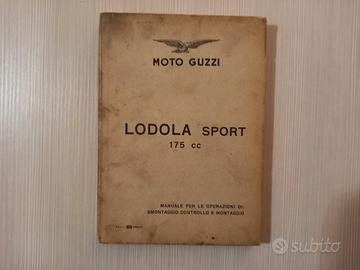 MOTO GUZZI
LODOLA SPORT
175 cc
MANUALE PER LE OPERAZIONI DI:
SMONTAGGIO CONTROLLO E MONTAGGIO
subito